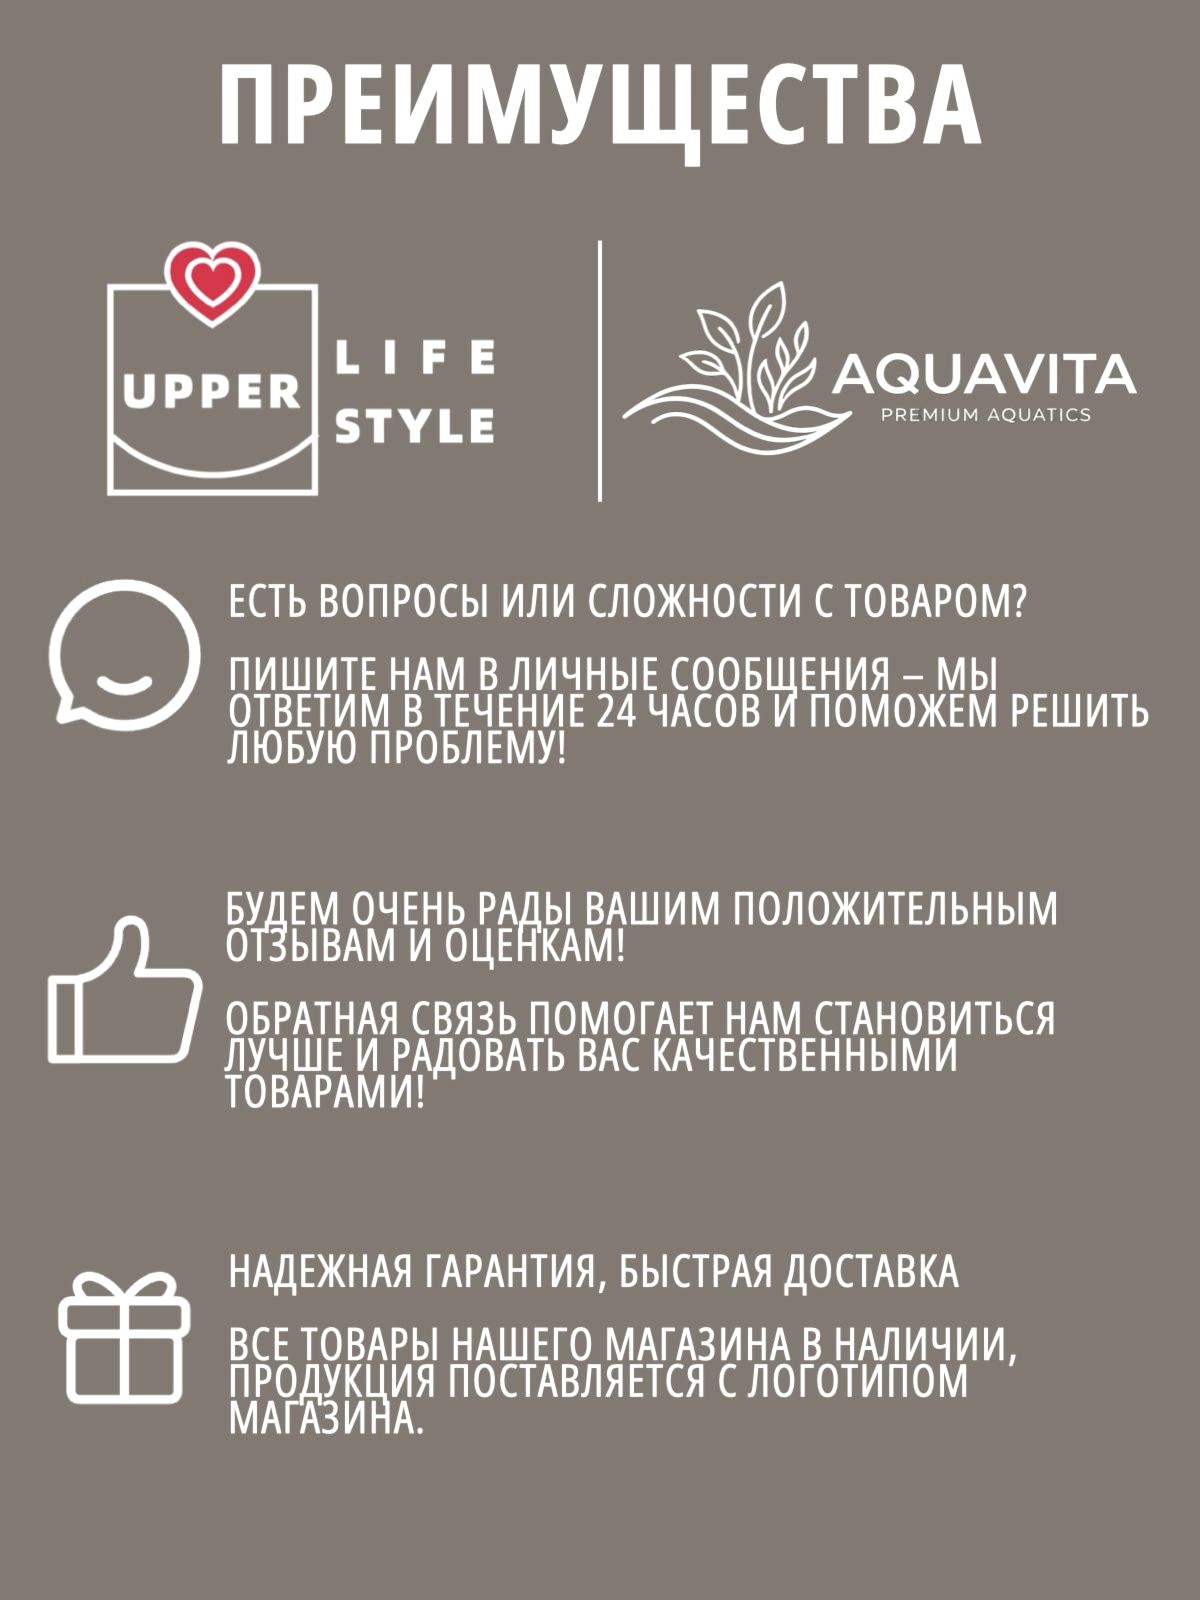 ПРЕИМУЩЕСТВА
UPPER
LIFE
STYLE
AQUAVITA
PREMIUM AQUATICS
ЕСТЬ ВОПРОСЫ ИЛИ СЛОЖНОСТИ С ТОВАРОМ?
ПИШИТЕ НАМ В ЛИЧНЫЕ СООБЩЕНИЯ – МЫ
ОТВЕТИМ В ТЕЧЕНИЕ 24 ЧАСОВ И ПОМОЖЕМ РЕШИТЬ
ЛЮБУЮ ПРОБЛЕМУ!
БУДЕМ ОЧЕНЬ РАДЫ ВАШИМ ПОЛОЖИТЕЛЬНЫМ
ОТЗЫВАМ И ОЦЕНКАМ!
ОБРАТНАЯ СВЯЗЬ ПОМОГАЕТ НАМ СТАНОВИТЬСЯ
ЛУЧШЕ И РАДОВАТЬ ВАС КАЧЕСТВЕННЫМИ
ТОВАРАМИ!
НАДЕЖНАЯ ГАРАНТИЯ, БЫСТРАЯ ДОСТАВКА
ВСЕ ТОВАРЫ НАШЕГО МАГАЗИНА В НАЛИЧИИ,
ПРОДУКЦИЯ ПОСТАВЛЯЕТСЯ С ЛОГОТИПОМ
МАГАЗИНА.